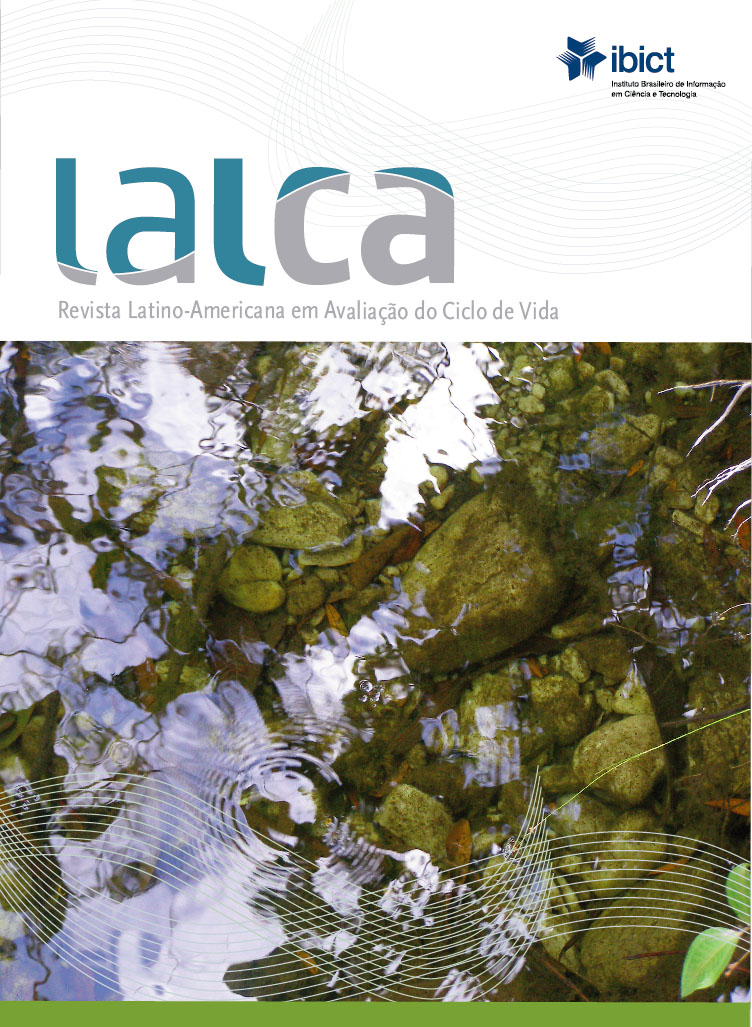 ibict
Instituto Brasileiro de Informação
em Ciência e Tecnologia
lalca
Revista Latino-Americana em Avaliação do Ciclo de Vida